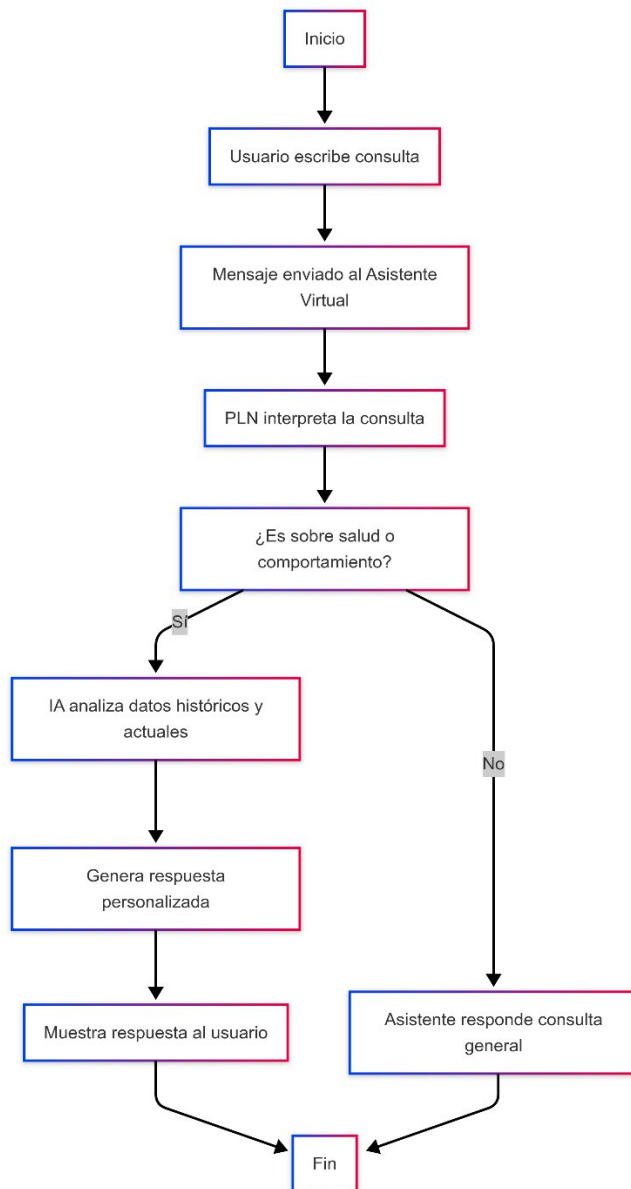 Inicio
Usuario escribe consulta
Mensaje enviado al Asistente
Virtual
PLN interpreta la consulta
¿Es sobre salud o
comportamiento?
Sí
IA analiza datos históricos y
actuales
No
Genera respuesta
personalizada
Muestra respuesta al usuario
Asistente responde consulta
general
Fin